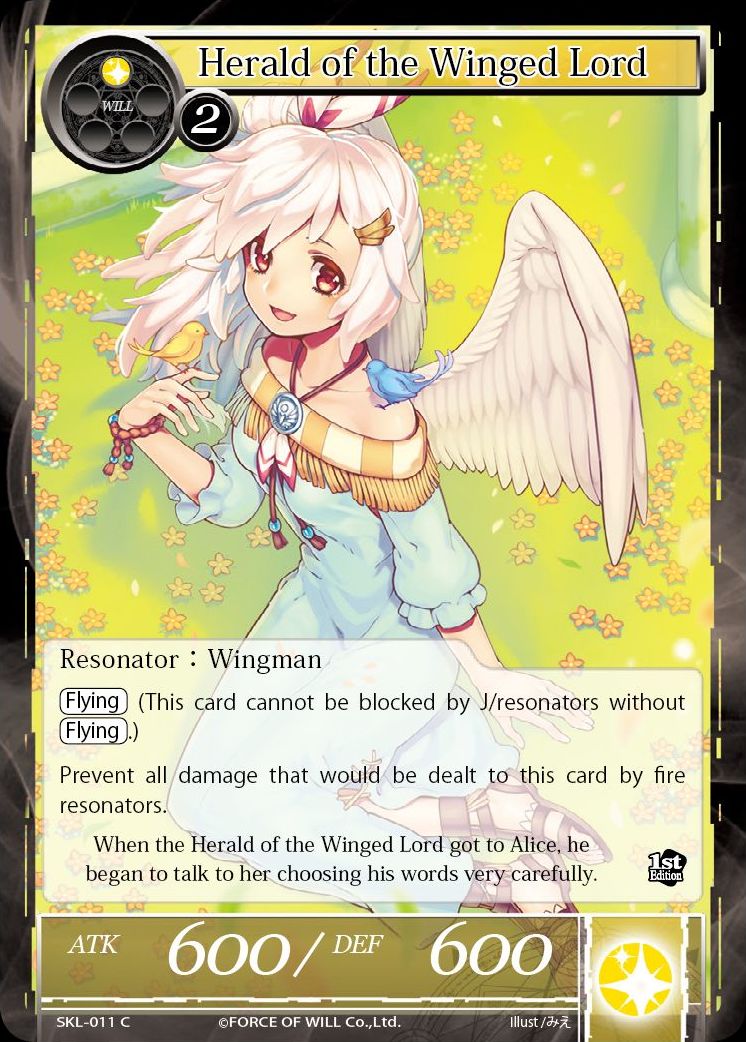 Herald of the Winged Lord
WILL
2
Resonator : Wingman
Flying (This card cannot be blocked by J/resonators without
Flying.)
Prevent all damage that would be dealt to this card by fire
resonators.
When the Herald of the Winged Lord got to Alice, he
began to talk to her choosing his words very carefully.
1st
Edition
ATK 600 / DEF 600
SKL-011 C ©FORCE OF WILL Co.,Ltd. Illust /みえ